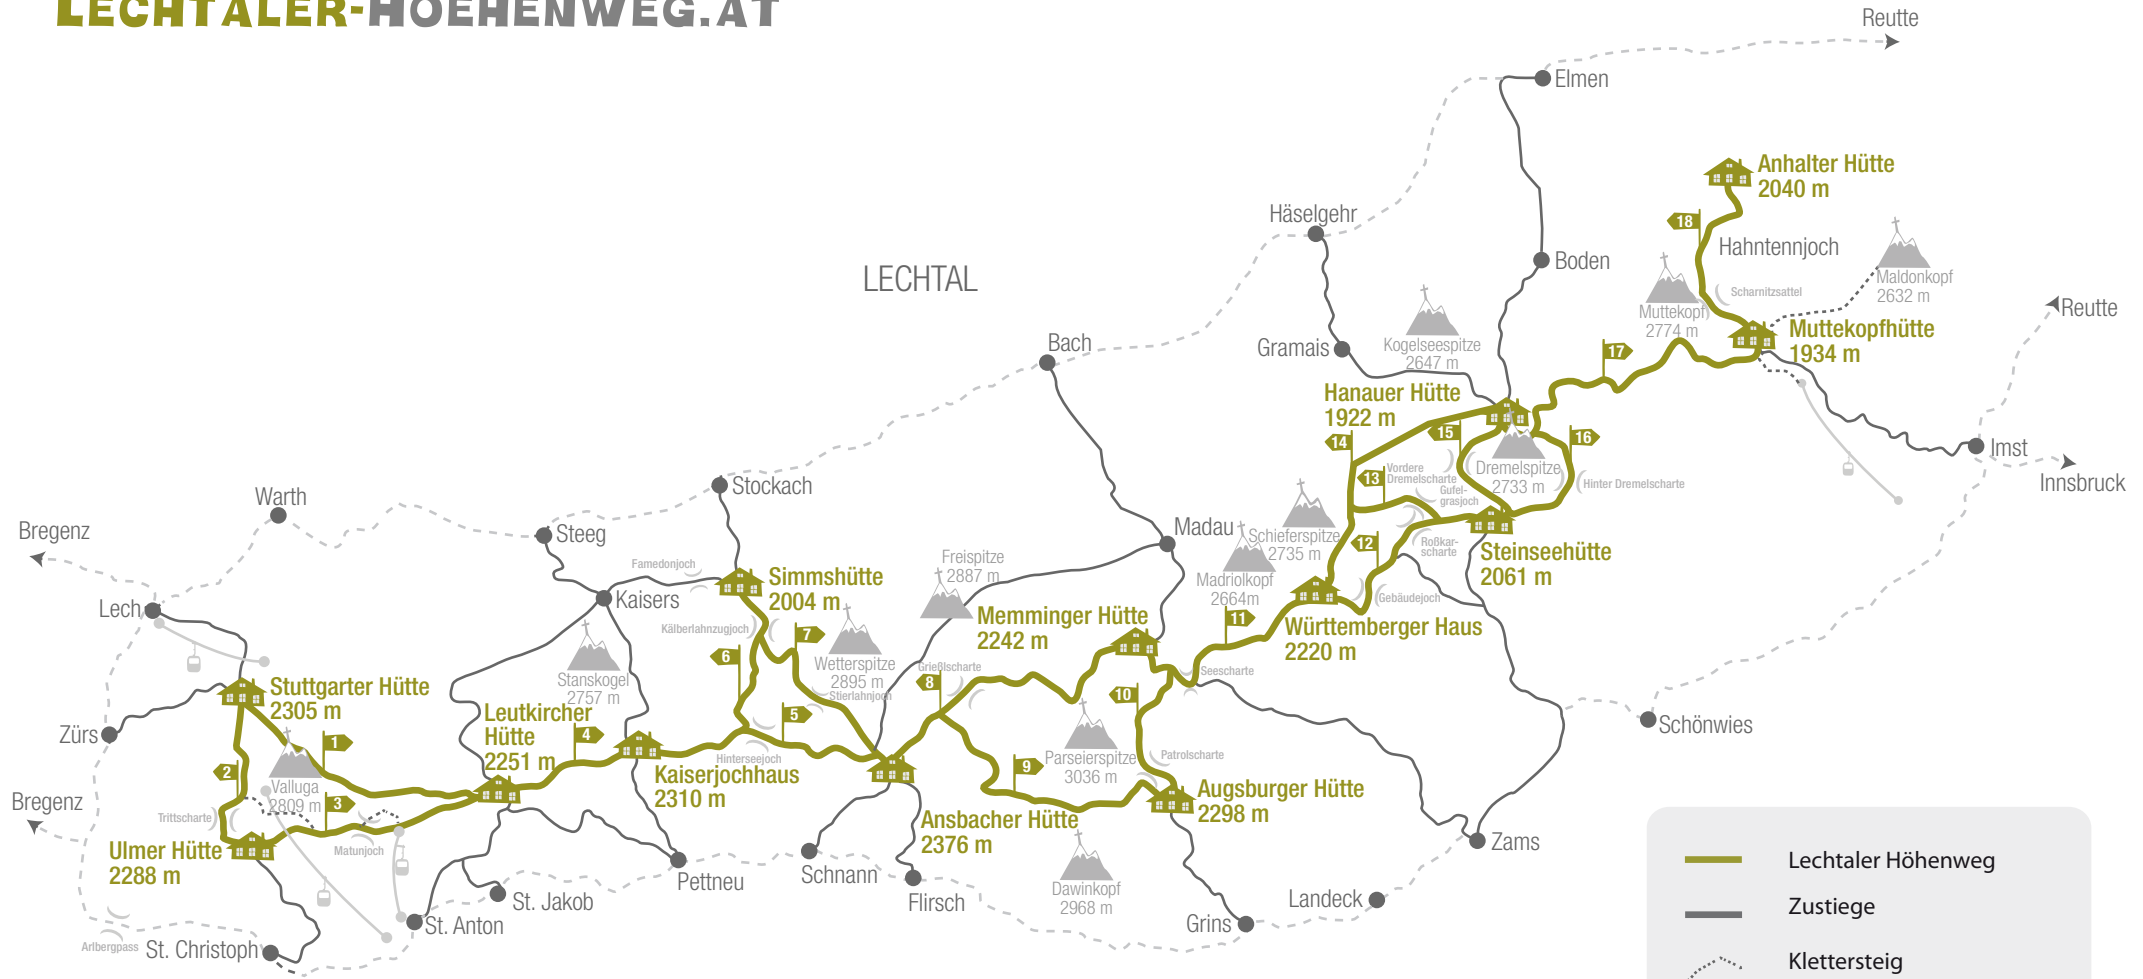 LECHTALER-HOEHENWEG.AT
Reutte
Elmen
Anhalter Hütte
2040 m
18
Hahntennjoch
Häselgehr
Boden
LECHTAL
Maldonkopf
2632 m
Scharnitzsattel
Muttekopf
2774 m
Reutte
Muttekopfhütte
1934 m
Bach
Gramais
Kogelseespitze
2647 m
17
Hanauer Hütte
1922 m
14
15
16
Imst
Innsbruck
Vordere
Dremelscharte
13
Dremelspitze
2733 m
Hinter Dremelscharte
Gufel-
grasjoch
Warth
Stockach
Bregenz
Steeg
Madau
Schieferspitze
2735 m
12
Roßkar-
scharte
Steinseehütte
2061 m
Famedonjoch
Freispitze
2887 m
Madriolkopf
2664m
Simmshütte
2004 m
Gebäudejoch
Lech
Kaisers
Kälberlahnzugjoch
7
Memminger Hütte
2242 m
11
Württemberger Haus
2220 m
6
Wetterspitze
2895 m
Stierlahnjoch
Grießlscharte
8
Seescharte
Stanskogel
2757 m
Stuttgarter Hütte
2305 m
10
Leutkircher
Hütte
2251 m
5
4
Zürs
1
Schönwies
2
Valluga
2809 m
Hinterseejoch
Parseierspitze
3036 m
Patrolscharte
Kaiserjochhaus
2310 m
9
Augsburger Hütte
2298 m
Bregenz
3
Trittscharte
Ansbacher Hütte
2376 m
Ulmer Hütte
2288 m
Matunjoch
Zams
Pettneu
Schnann
Flirsch
Dawinkopf
2968 m
Landeck
St. Jakob
St. Anton
Grins
Arlbergpass
St. Christoph
Lechtaler Höhenweg
Zustiege
Klettersteig